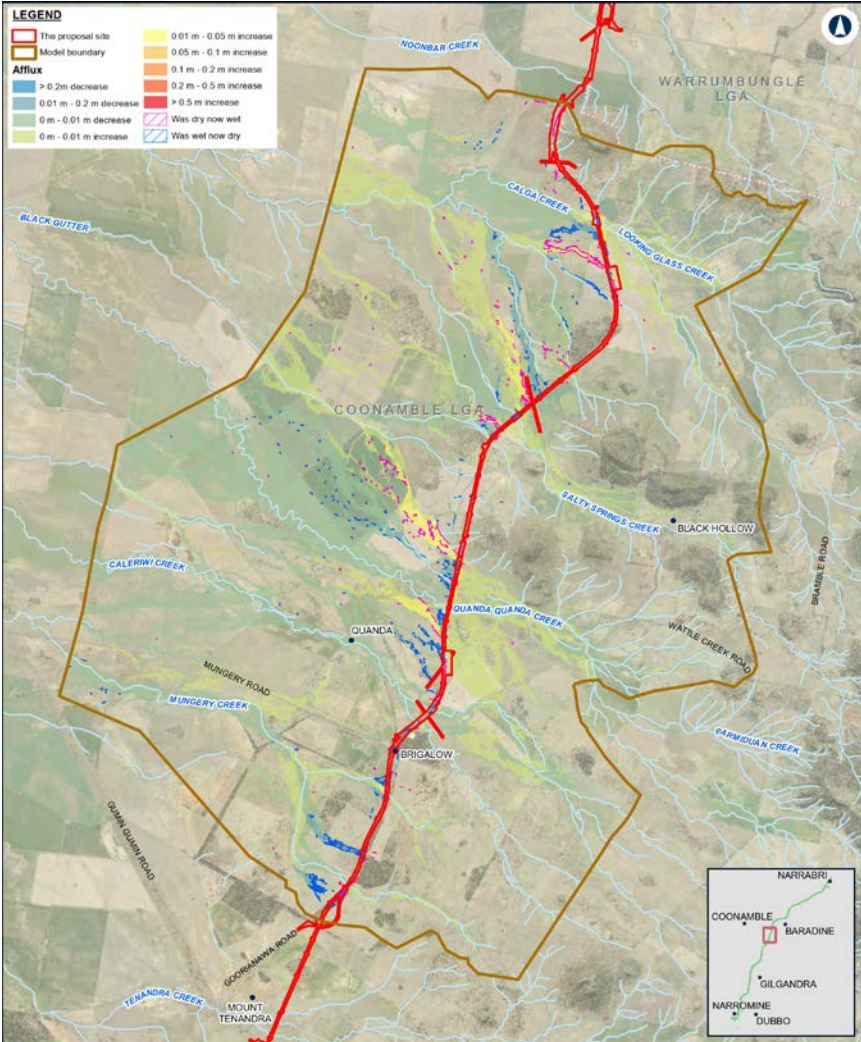 LEGEND
The proposal site
Model boundary
Afflux
> 0.2m decrease
0.01 m - 0.2 m decrease
0 m - 0.01 m decrease
0 m - 0.01 m increase
0.01 m - 0.05 m increase
0.05 m - 0.1 m increase
0.1 m - 0.2 m increase
0.2 m - 0.5 m increase
> 0.5 m increase
Was dry now wet
Was wet now dry
NOONBAR CREEK
WARRUMBUNGLE
LGA
CALGA CREEK
BLACK GUTTER
LOOKING GLASS CREEK
COONAMBLE LGA
SALTY SPRINGS CREEK
BLACK HOLLOW
CALERIWI CREEK
BRAMBLE ROAD
QUANDA QUANDA CREEK
QUANDA
WATTLE CREEK ROAD
MUNGERY ROAD
MUNGERY CREEK
BRIGALOW
GUMIN GUMIN ROAD
GOORIANAWA ROAD
TENANDRA CREEK
MOUNT
TENANDRA
NARRABRI
COONAMBLE
BARADINE
GILGANDRA
NARROMINE
DUBBO